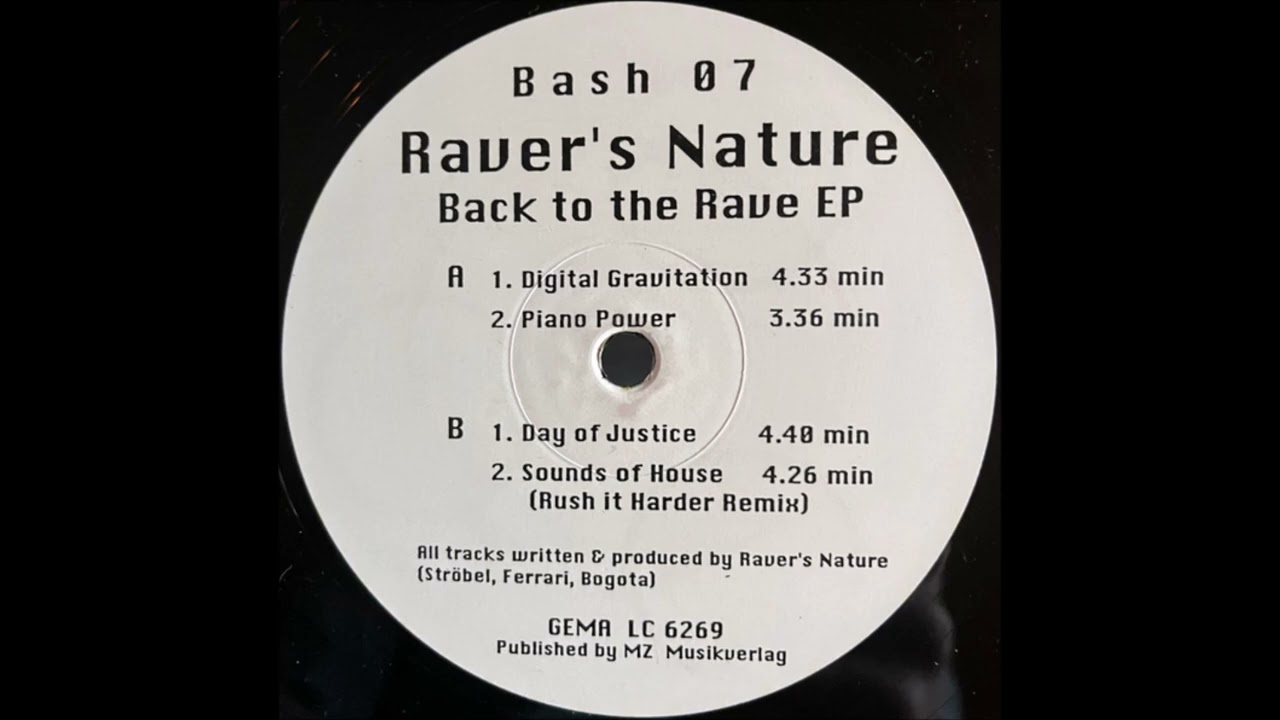 Bash 07
Raver's Nature
Back to the Rave EP
A 1. Digital Gravitation 4.33 min
2. Piano Power 3.36 min
B 1. Day of Justice 4.40 min
2. Sounds of House 4.26 min
(Rush it Harder Remix)
All tracks written & produced by Raver's Nature
(Ströbel, Ferrari, Bogota)
GEMA LC 6269
Published by MZ Musikverlag